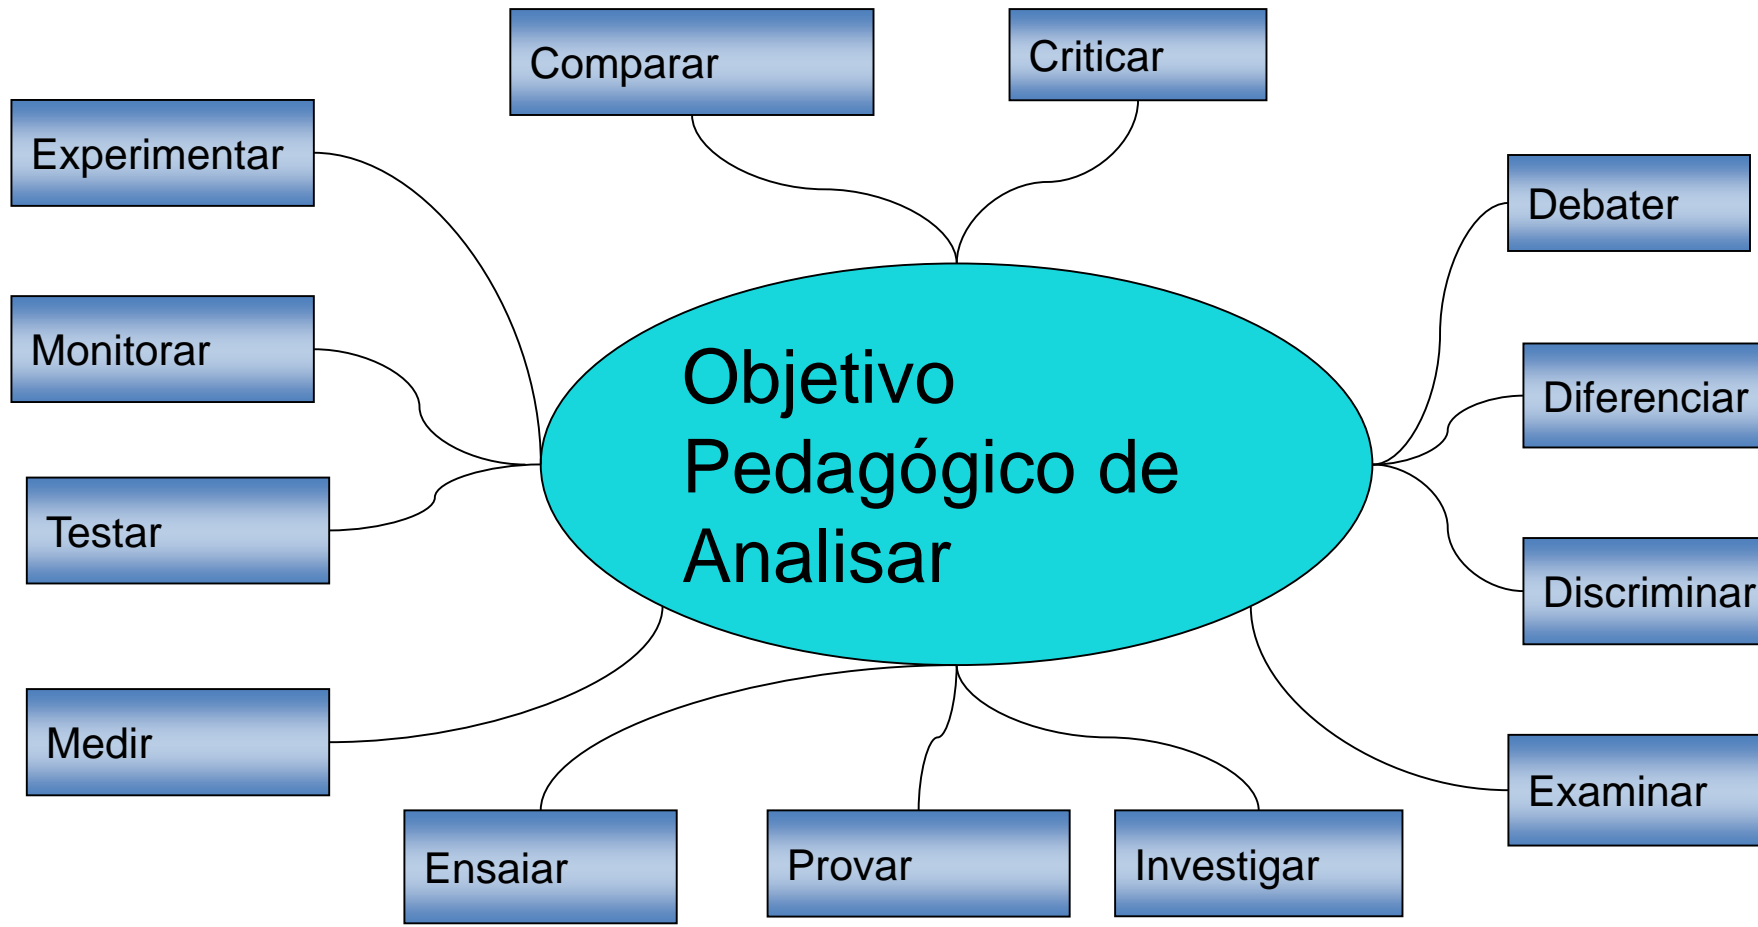 Comparar
Criticar
Experimentar
Debater
Monitorar
Diferenciar
Objetivo
Pedagógico de
Analisar
Testar
Discriminar
Medir
Examinar
Ensaiar
Provar
Investigar